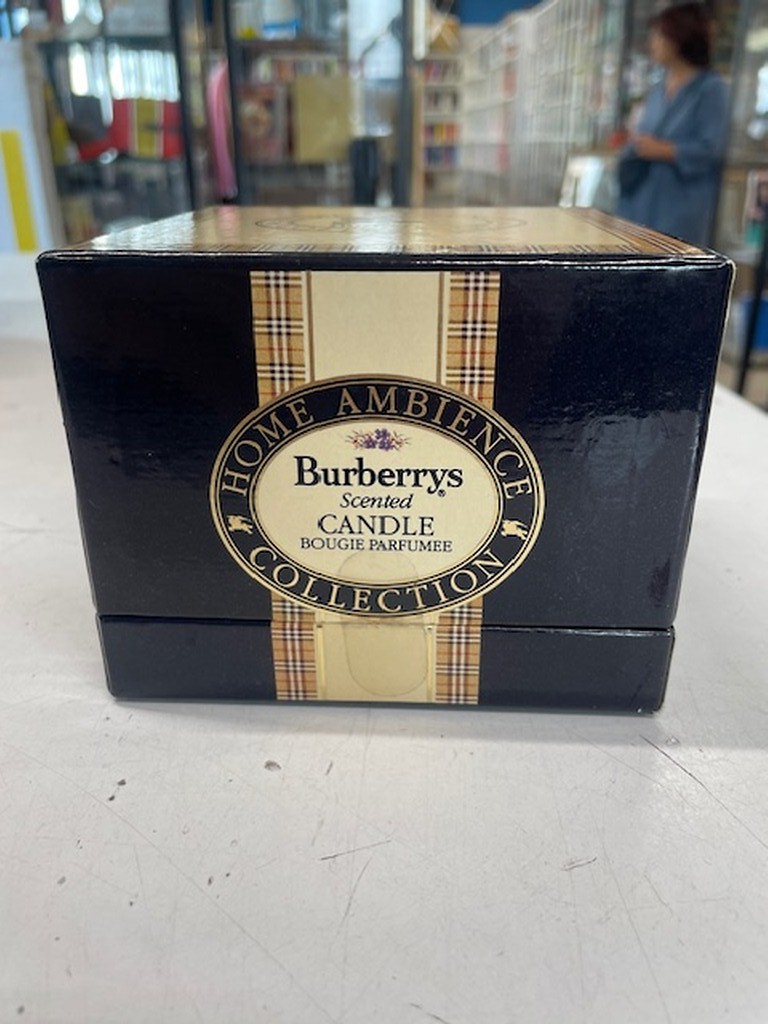 HOME AMBIENCE
Burberrys®
Scented
CANDLE
BOUGIE PARFUMEE
COLLECTION